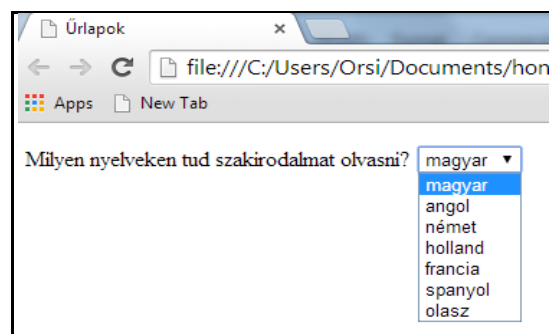 Űrlapok
file:///C:/Users/Orsi/Documents/hon
Apps New Tab
Milyen nyelveken tud szakirodalmat olvasni? magyar
magyar
angol
német
holland
francia
spanyol
olasz